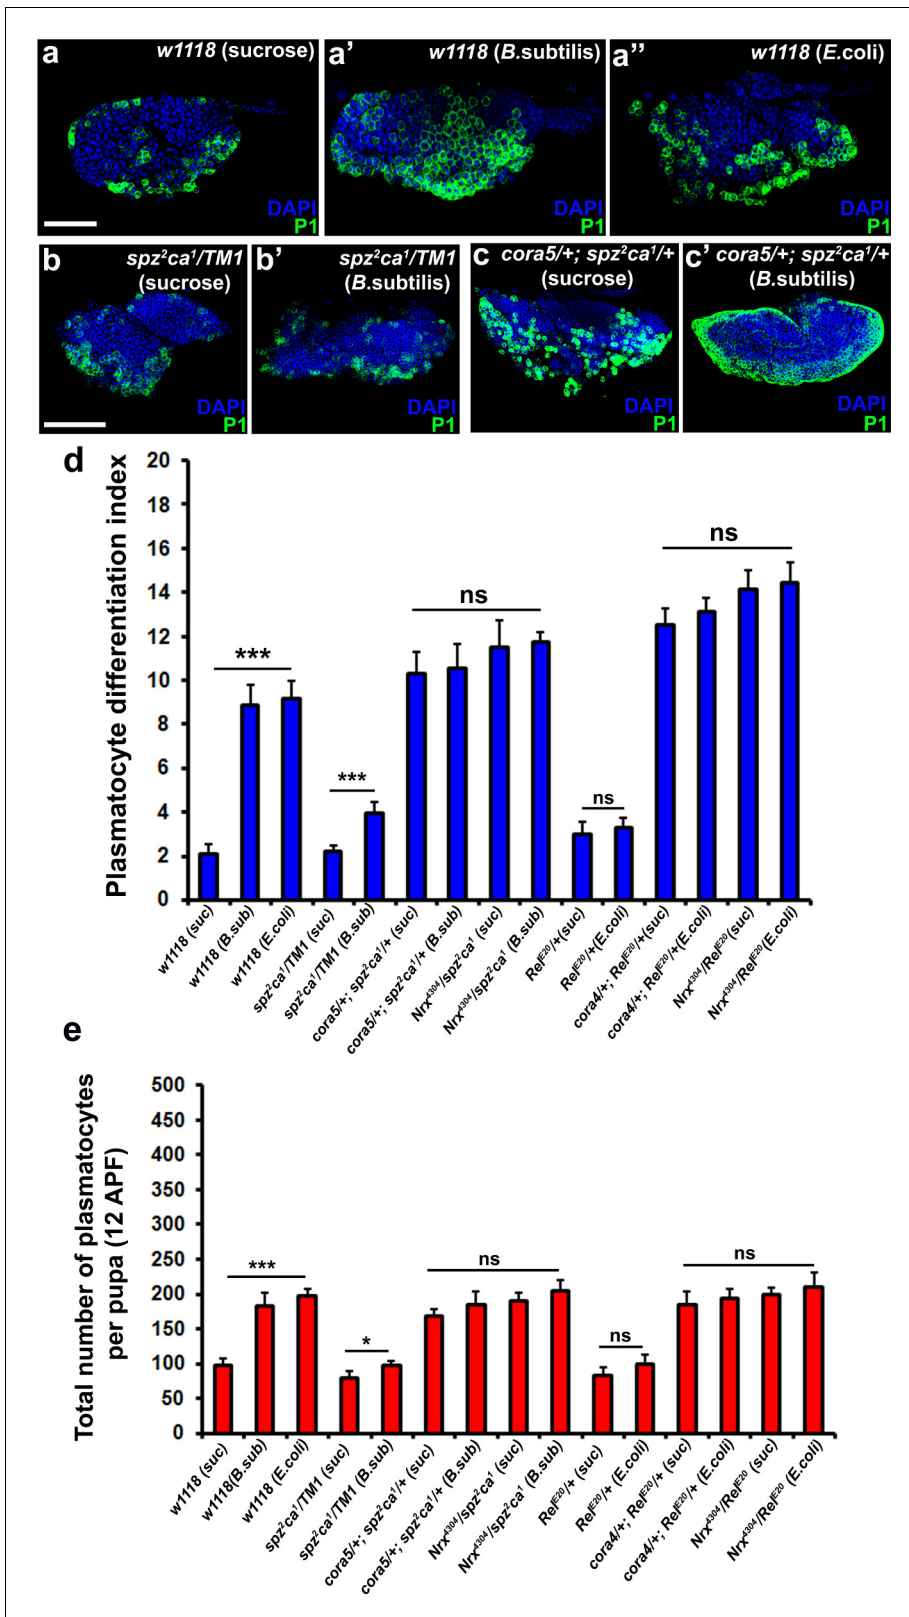 a w1118 (sucrose)
DAPI
P1
a' w1118 (B.subtilis)
DAPI
P1
a'' w1118 (E.coli)
DAPI
P1
b spz²ca¹/TM1
(sucrose)
DAPI
P1
b' spz²ca¹/TM1
(B.subtilis)
DAPI
P1
c cora5/+; spz²ca¹/+
(sucrose)
DAPI
P1
c' cora5/+; spz²ca¹/+
(B.subtilis)
DAPI
P1
d
Plasmatocyte differentiation index
20
18
16
14
12
10
8
6
4
2
0
***
***
ns
ns
ns
w1118 (suc)
w1118 (B.sub)
w1118 (E.coli)
spz²ca¹/TM1 (suc)
spz²ca¹/TM1 (B.sub)
cora5/+; spz²ca¹/+ (suc)
cora5/+; spz²ca¹/+ (B.sub)
Nrx⁴³⁰⁴/spz²ca¹ (suc)
Nrx⁴³⁰⁴/spz²ca¹ (B.sub)
Relᴱ²⁰/+(suc)
Relᴱ²⁰/+(E.coli)
cora4/+; Relᴱ²⁰/+(suc)
cora4/+; Relᴱ²⁰/+(E.coli)
Nrx⁴³⁰⁴/Relᴱ²⁰(suc)
Nrx⁴³⁰⁴/Relᴱ²⁰(E.coli)
e
Total number of plasmatocytes
per pupa (12 APF)
500
450
400
350
300
250
200
150
100
50
0
***
*
ns
ns
ns
w1118 (suc)
w1118(B.sub)
w1118 (E.coli)
spz²ca¹/TM1 (suc)
spz²ca¹/TM1 (B.sub)
cora5/+; spz²ca¹/+ (suc)
cora5/+; spz²ca¹/+ (B.sub)
Nrx⁴³⁰⁴/spz²ca¹ (suc)
Nrx⁴³⁰⁴/spz²ca¹ (B.sub)
Relᴱ²⁰/+ (suc)
Relᴱ²⁰/+ (E.coli)
cora4/+; Relᴱ²⁰/+ (suc)
cora4/+; Relᴱ²⁰/+ (E.coli)
Nrx⁴³⁰⁴/Relᴱ²⁰ (suc)
Nrx⁴³⁰⁴/Relᴱ²⁰ (E.coli)